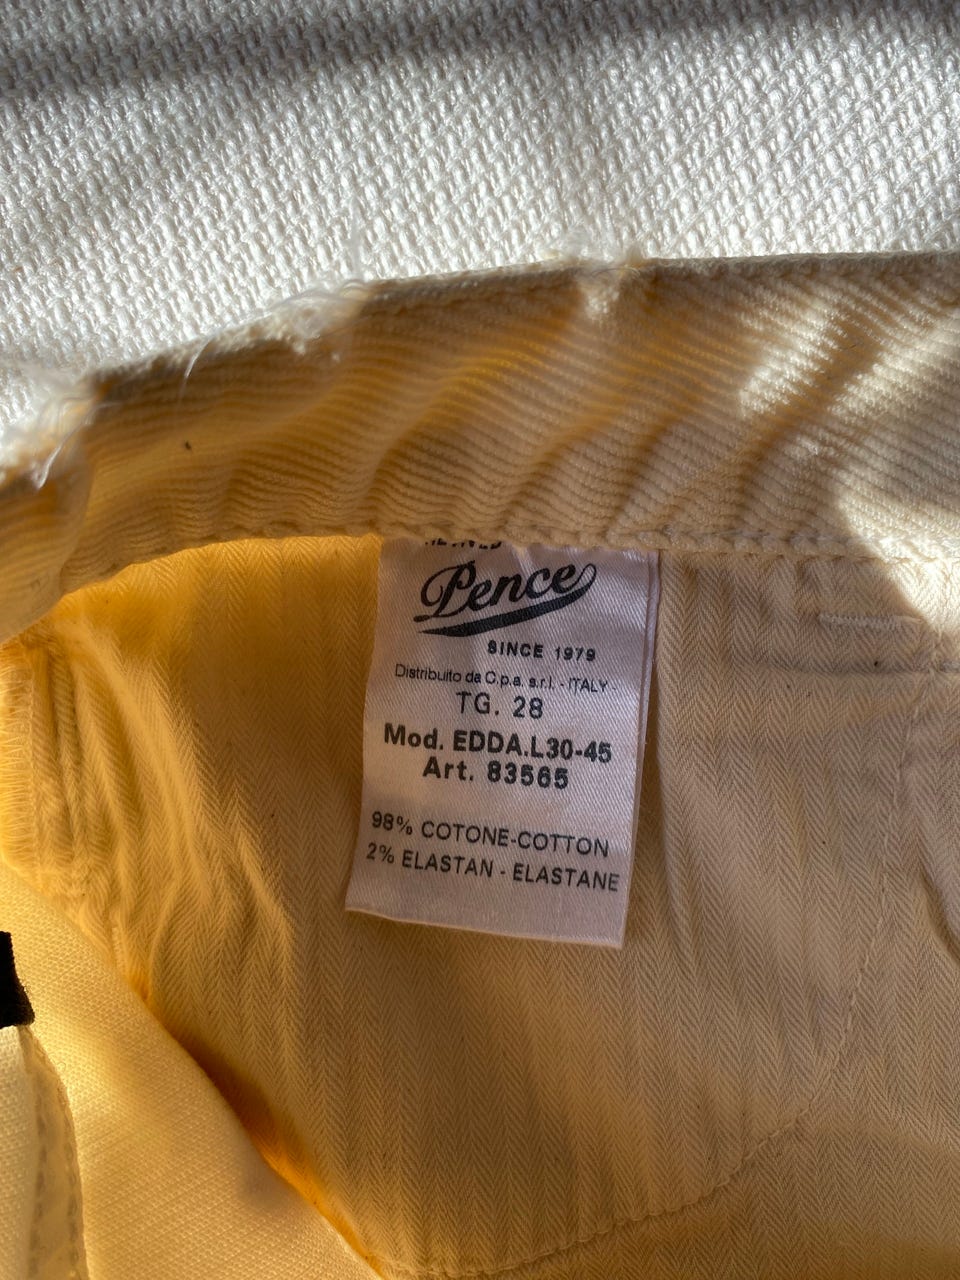 Pence
SINCE 1979
Distribuito da C.p.a. s.r.l. - ITALY -
TG. 28
Mod. EDDA.L30-45
Art. 83565
98% COTONE-COTTON
2% ELASTAN - ELASTANE